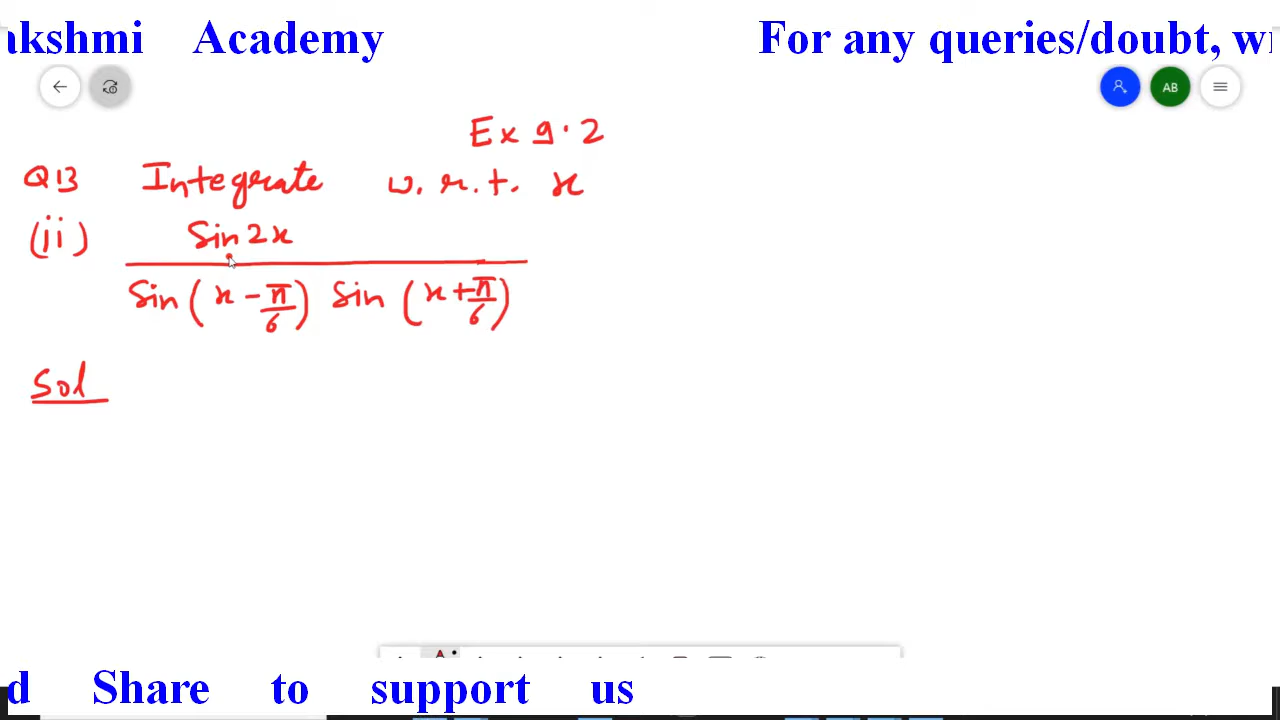 akshmi Academy For any queries/doubt, w
AB
Ex 9.2
Q13 Integrate w.r.t. x
(ii) Sin 2x
Sin (x - π/6) Sin (x + π/6)
Sol
d Share to support us